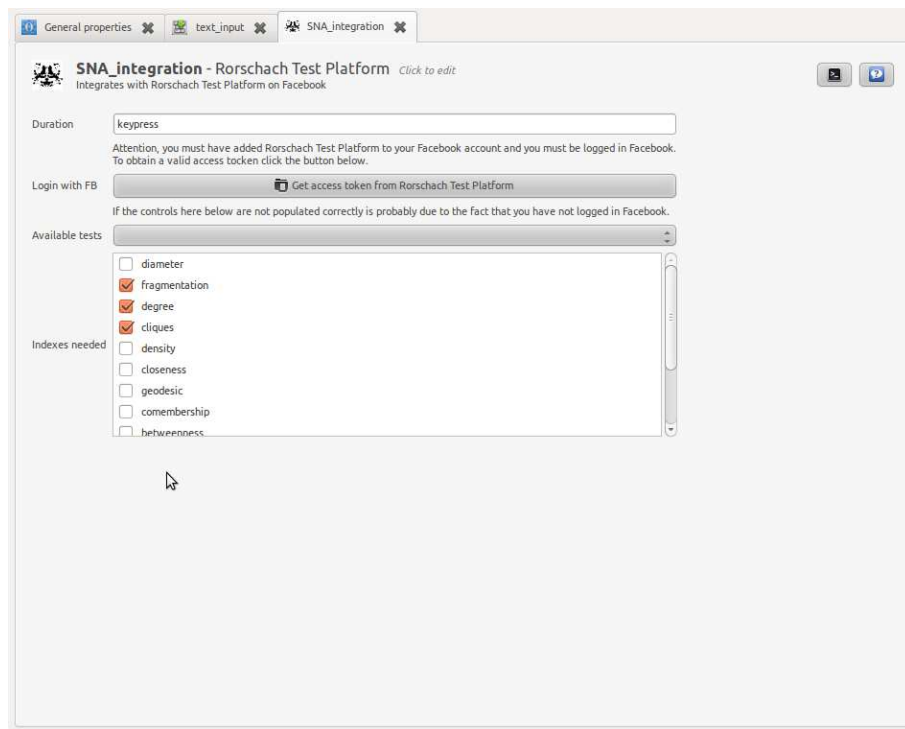 General properties text_input SNA_integration
SNA_integration - Rorschach Test Platform Click to edit
Integrates with Rorschach Test Platform on Facebook
Duration keypress
Attention, you must have added Rorschach Test Platform to your Facebook account and you must be logged in Facebook.
To obtain a valid access tocken click the button below.
Login with FB Get access token from Rorschach Test Platform
If the controls here below are not populated correctly is probably due to the fact that you have not logged in Facebook.
Available tests
diameter
fragmentation
degree
cliques
Indexes needed density
closeness
geodesic
comembership
betweenness